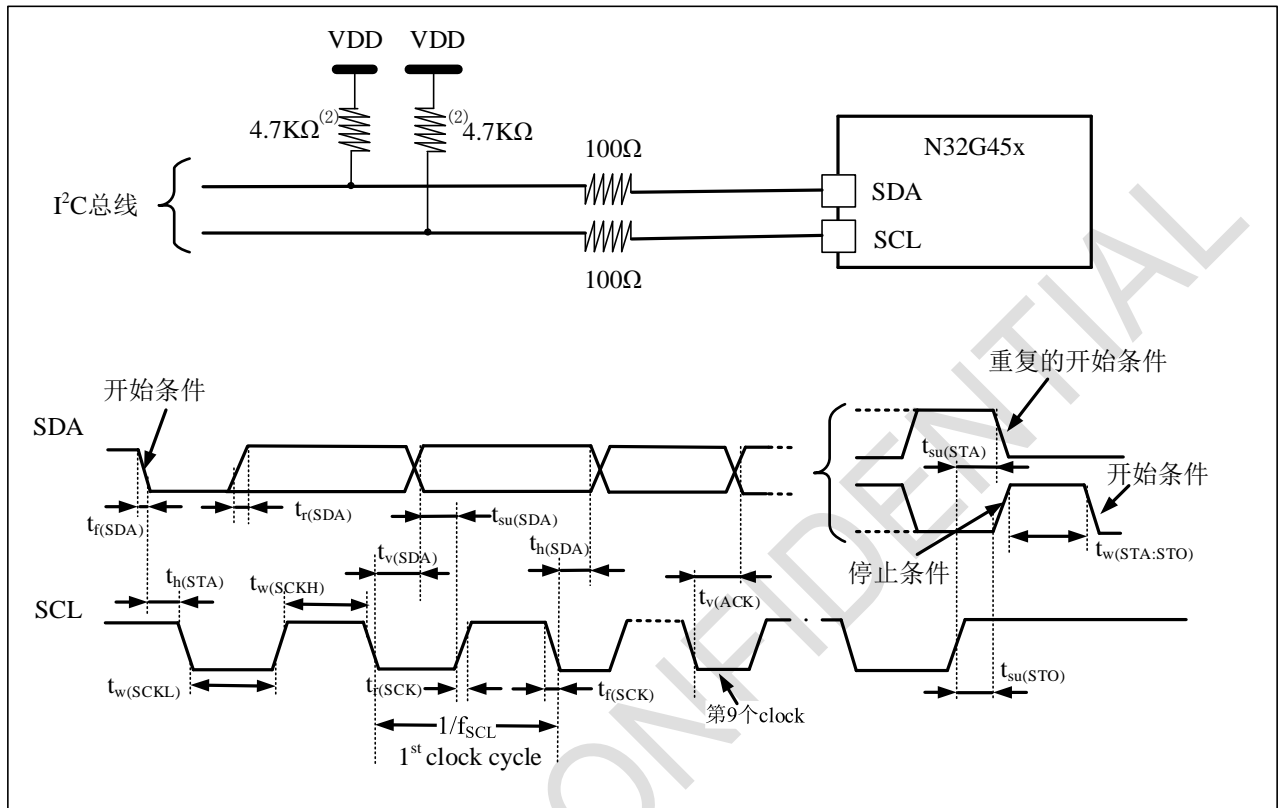 VDD VDD
4.7KΩ(2) (2)4.7KΩ
100Ω
N32G45x
I2C总线
SDA
SCL
100Ω
重复的开始条件
开始条件
SDA
tsu(STA)
开始条件
tf(SDA)
tr(SDA)
tsu(SDA)
tv(SDA)
th(SDA)
tw(STA:STO)
停止条件
th(STA)
tw(SCKH)
tv(ACK)
SCL
tw(SCKL)
tr(SCK)
tf(SCK)
tsu(STO)
第9个clock
1/fSCL
1st clock cycle
CONFIDENTIAL